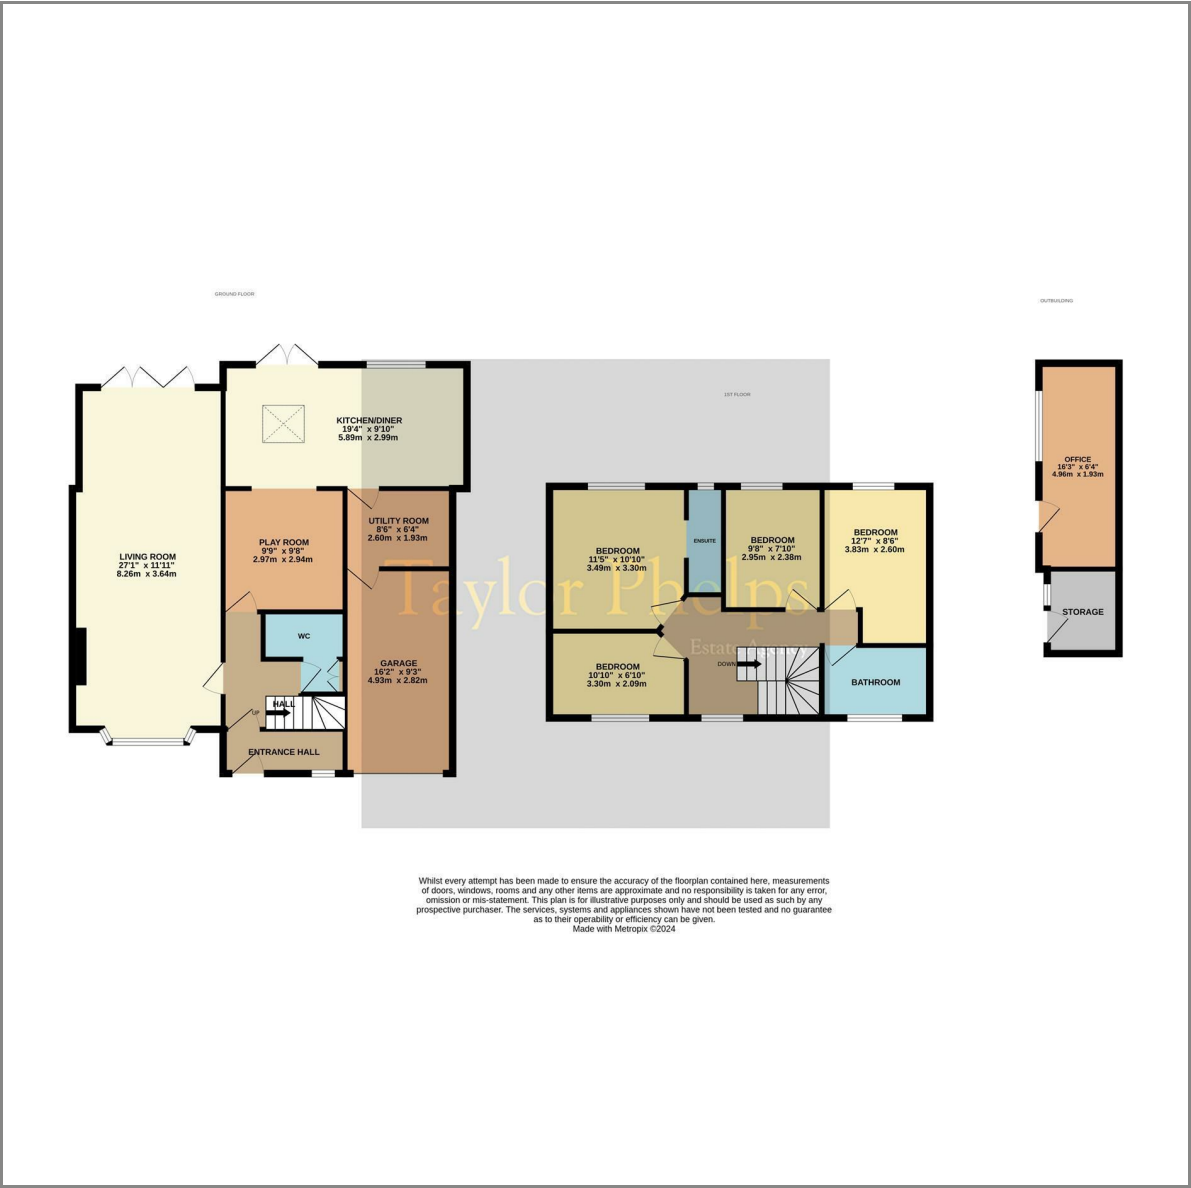 GROUND FLOOR
KITCHEN/DINER
19'4" x 9'10"
5.89m x 2.99m
UTILITY ROOM
8'6" x 6'4"
2.60m x 1.93m
PLAY ROOM
9'9" x 9'8"
2.97m x 2.94m
LIVING ROOM
27'1" x 11'11"
8.26m x 3.64m
WC
GARAGE
16'2" x 9'3"
4.93m x 2.82m
HALL
UP
ENTRANCE HALL
1ST FLOOR
BEDROOM
11'5" x 10'10"
3.49m x 3.30m
ENSUITE
BEDROOM
9'8" x 7'10"
2.95m x 2.38m
BEDROOM
12'7" x 8'6"
3.83m x 2.60m
Taylor Phelps
Estate Agency
BEDROOM
10'10" x 6'10"
3.30m x 2.09m
DOWN
BATHROOM
OUTBUILDING
OFFICE
16'3" x 6'4"
4.96m x 1.93m
STORAGE
Whilst every attempt has been made to ensure the accuracy of the floorplan contained here, measurements
of doors, windows, rooms and any other items are approximate and no responsibility is taken for any error,
omission or mis-statement. This plan is for illustrative purposes only and should be used as such by any
prospective purchaser. The services, systems and appliances shown have not been tested and no guarantee
as to their operability or efficiency can be given.
Made with Metropix ©2024